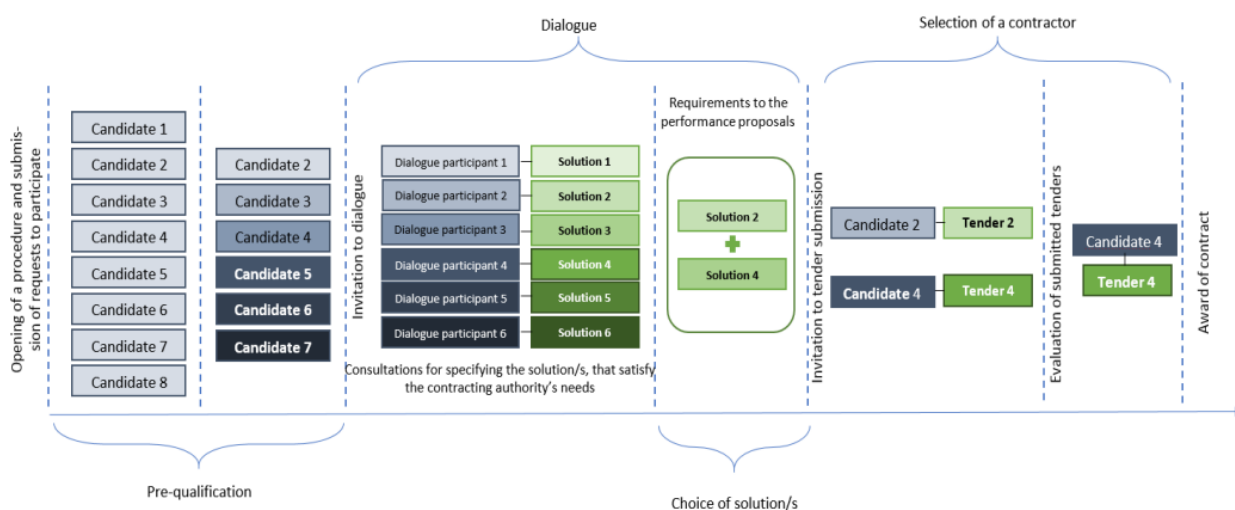 Dialogue
Selection of a contractor
Opening of a procedure and submis-
sion of requests to participate
Candidate 1
Candidate 2
Candidate 3
Candidate 4
Candidate 5
Candidate 6
Candidate 7
Candidate 8
Candidate 2
Candidate 3
Candidate 4
Candidate 5
Candidate 6
Candidate 7
Invitation to dialogue
Dialogue participant 1
Solution 1
Dialogue participant 2
Solution 2
Dialogue participant 3
Solution 3
Dialogue participant 4
Solution 4
Dialogue participant 5
Solution 5
Dialogue participant 6
Solution 6
Consultations for specifying the solution/s, that satisfy
the contracting authority's needs
Requirements to the
performance proposals
Solution 2
Solution 4
Invitation to tender submission
Candidate 2
Tender 2
Candidate 4
Tender 4
Evaluation of submitted tenders
Candidate 4
Tender 4
Award of contract
Pre-qualification
Choice of solution/s